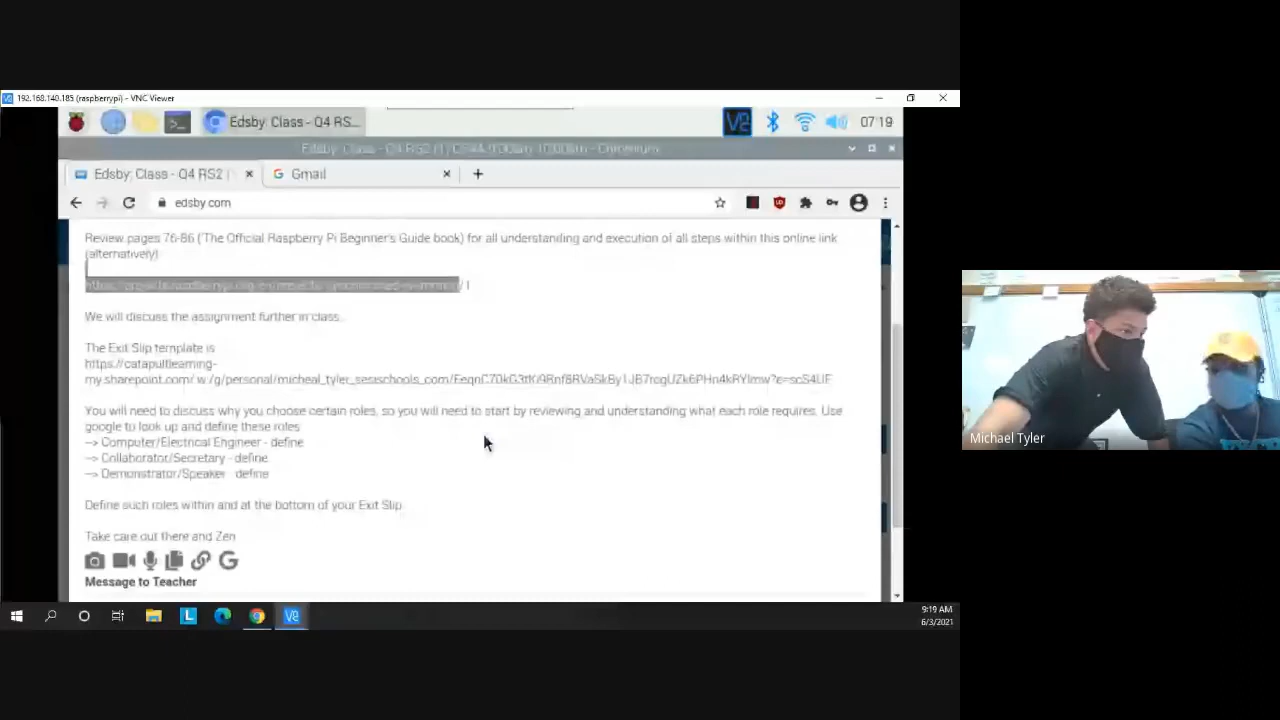 192.168.140.185 (raspberrypi) - VNC Viewer
Edsby: Class - Q4 RS...
07:19
Edsby: Class - Q4 RS2 (1)
Chromium
Edsby: Class - Q4 RS2 (
Gmail
edsby.com
Review pages 76-86 ('The Official Raspberry Pi Beginner's Guide book) for all understanding and execution of all steps within this online link
(alternatively)
We will discuss the assignment further in class.
The Exit Slip template is
https://catapultlearning-
You will need to discuss why you choose certain roles, so you will need to start by reviewing and understanding what each role requires. Use
google to look up and define these roles
--> Computer/Electrical Engineer - define
--> Collaborator/Secretary - define
--> Demonstrator/Speaker - define
Define such roles within and at the bottom of your Exit Slip
Take care out there and Zen
Message to Teacher
9:19 AM
6/3/2021
Michael Tyler